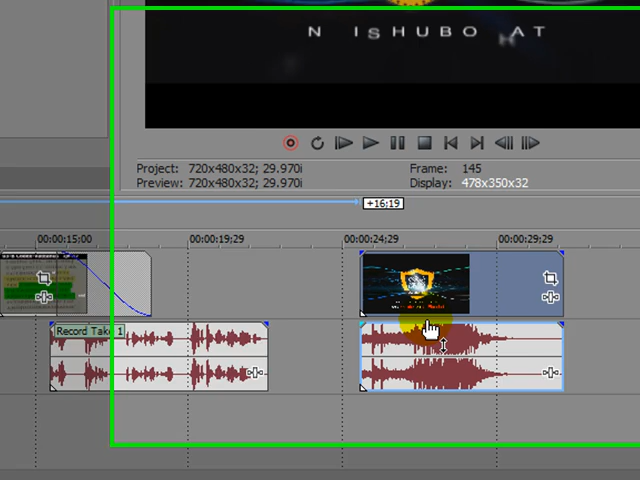 N ISHUBO HAT
Project: 720x480x32; 29.970i
Frame: 145
Preview: 720x480x32; 29.970i
Display: 478x350x32
+16;19
00:00:15;00
00:00:19;29
00:00:24;29
00:00:29;29
Record Take 1